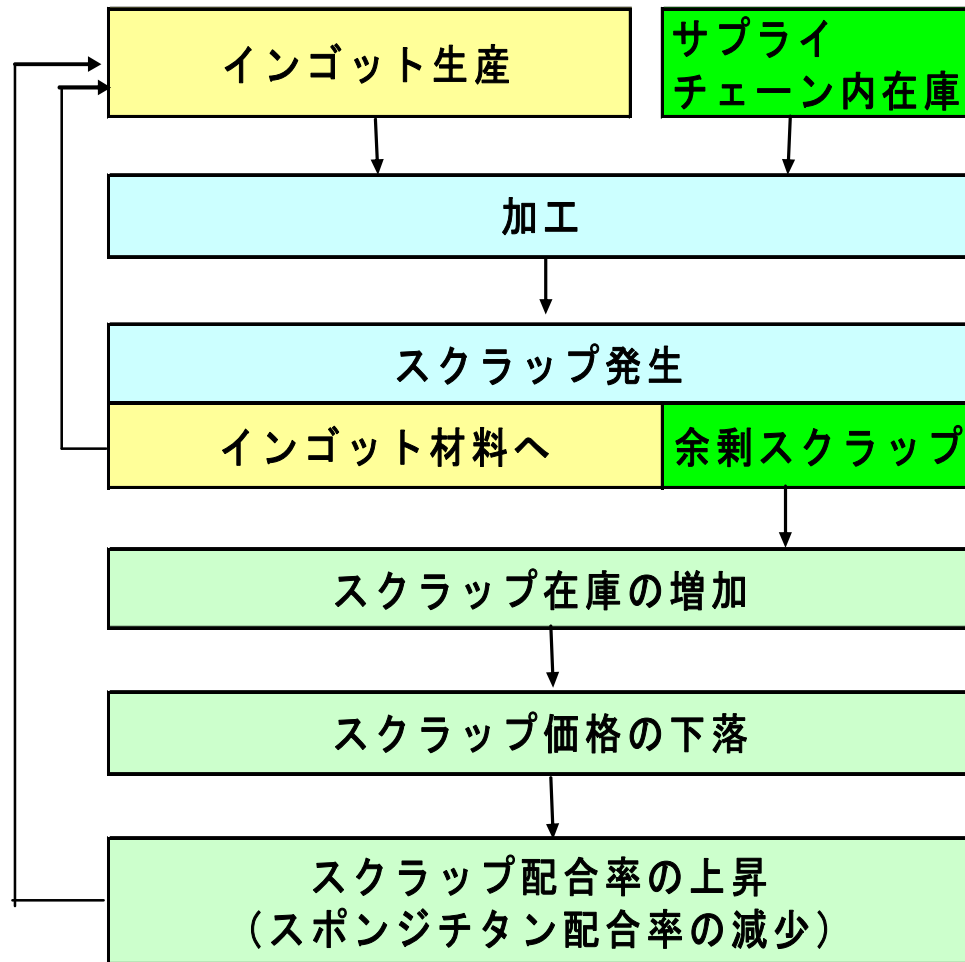 インゴット生産
サプライ
チェーン内在庫
加工
スクラップ発生
インゴット材料へ
余剰スクラップ
スクラップ在庫の増加
スクラップ価格の下落
スクラップ配合率の上昇
（スポンジチタン配合率の減少）